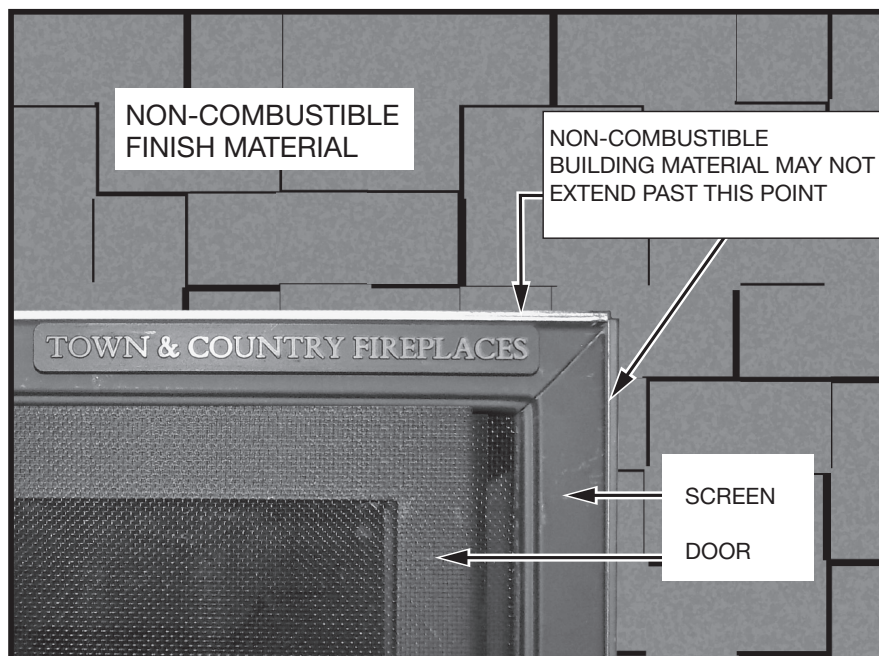 NON-COMBUSTIBLE
FINISH MATERIAL
NON-COMBUSTIBLE
BUILDING MATERIAL MAY NOT
EXTEND PAST THIS POINT
TOWN & COUNTRY FIREPLACES
SCREEN
DOOR